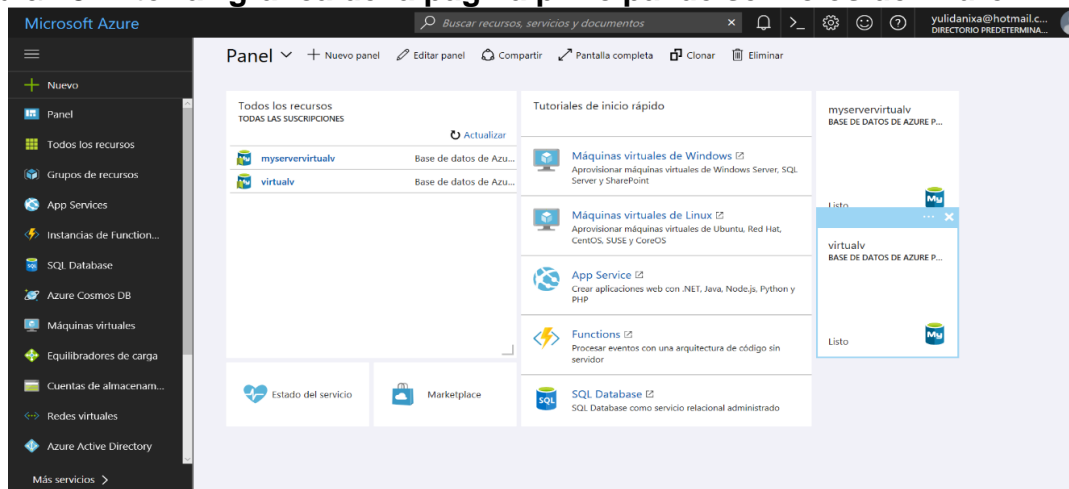 Microsoft Azure
Buscar recursos, servicios y documentos
yulidanixa@hotmail.c...
DIRECTORIO PREDETERMINA...
Panel
Nuevo panel
Editar panel
Compartir
Pantalla completa
Clonar
Eliminar
Nuevo
Panel
Todos los recursos
Grupos de recursos
App Services
Instancias de Function...
SQL Database
Azure Cosmos DB
Máquinas virtuales
Equilibradores de carga
Cuentas de almacenam...
Redes virtuales
Azure Active Directory
Más servicios
Todos los recursos
TODAS LAS SUSCRIPCIONES
Actualizar
myservervirtualv Base de datos de Azu...
virtualv Base de datos de Azu...
Estado del servicio
Marketplace
Tutoriales de inicio rápido
Máquinas virtuales de Windows
Aprovisionar máquinas virtuales de Windows Server, SQL
Server y SharePoint
Máquinas virtuales de Linux
Aprovisionar máquinas virtuales de Ubuntu, Red Hat,
CentOS, SUSE y CoreOS
App Service
Crear aplicaciones web con .NET, Java, Node.js, Python y
PHP
Functions
Procesar eventos con una arquitectura de código sin
servidor
SQL Database
SQL Database como servicio relacional administrado
SQL
myservervirtualv
BASE DE DATOS DE AZURE P...
Listo
My
virtualv
BASE DE DATOS DE AZURE P...
Listo
My